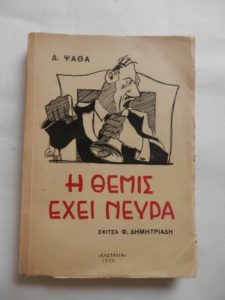 Δ. ΨΑΘΑ
Η ΘΕΜΙΣ
ΕΧΕΙ ΝΕΥΡΑ
ΣΚΙΤΣΑ Φ. ΔΗΜΗΤΡΙΑΔΗ